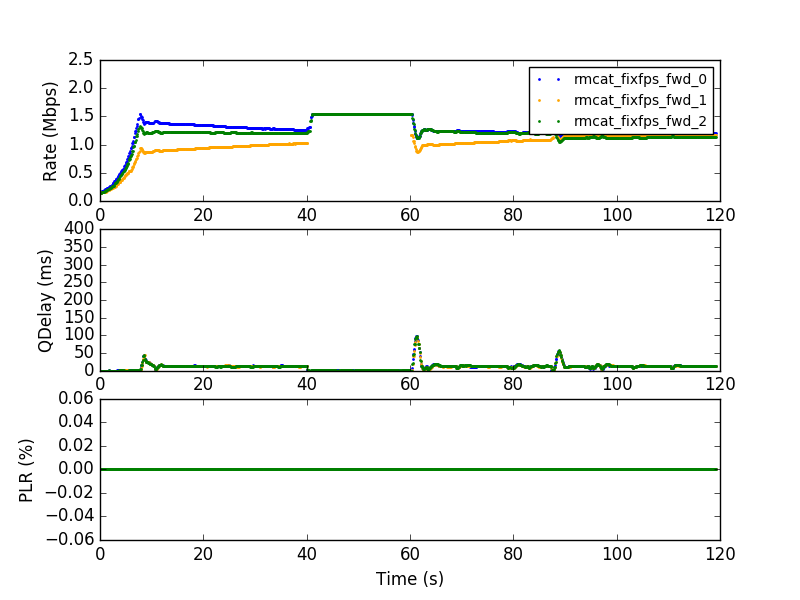 2.5
2.0
1.5
1.0
0.5
0.0
Rate (Mbps)
rmcat_fixfps_fwd_0
rmcat_fixfps_fwd_1
rmcat_fixfps_fwd_2
0 20 40 60 80 100 120
400
350
300
250
200
150
100
50
0
QDelay (ms)
0 20 40 60 80 100 120
0.06
0.04
0.02
0.00
−0.02
−0.04
−0.06
PLR (%)
0 20 40 60 80 100 120
Time (s)